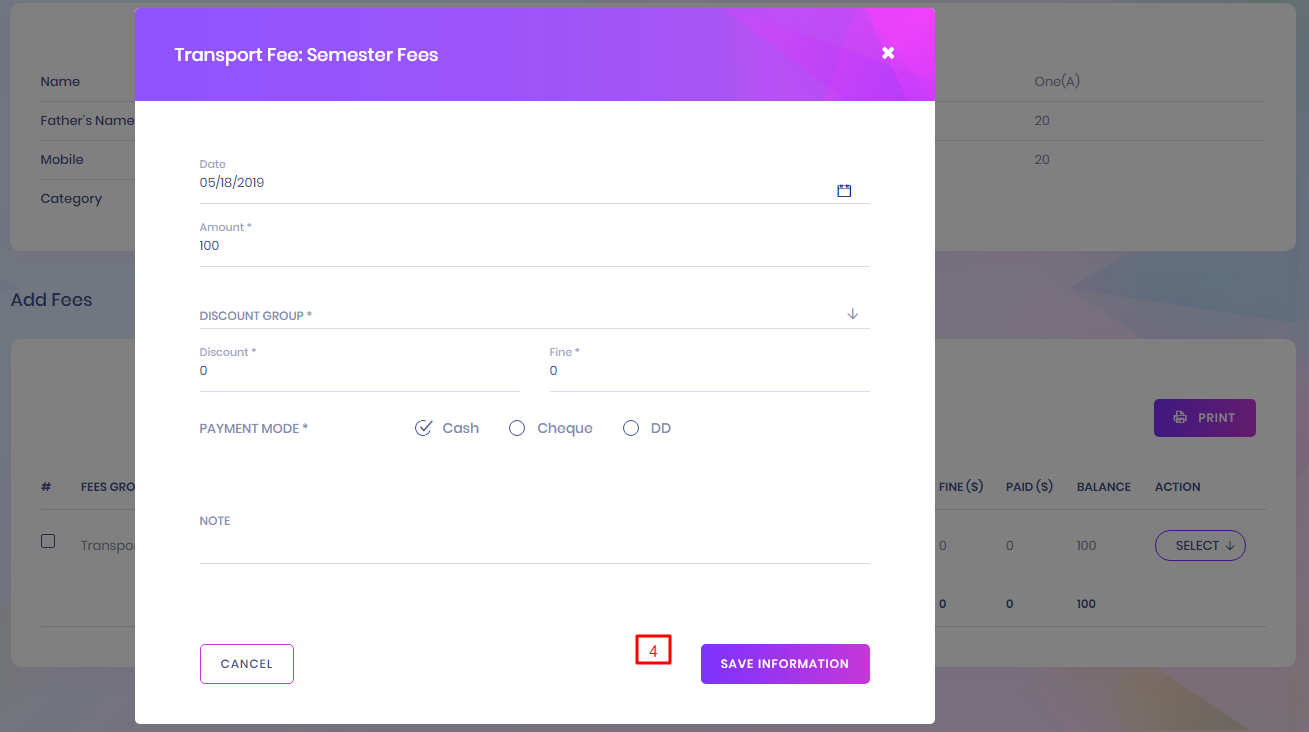 Transport Fee: Semester Fees
Name
One(A)
Father's Name
20
Mobile
20
Category
Date
05/18/2019
Amount *
100
Add Fees
DISCOUNT GROUP *
Discount *
Fine *
0
0
PRINT
PAYMENT MODE *
Cash
Cheque
DD
#
FEES GRO
FINE ($)
PAID ($)
BALANCE
ACTION
NOTE
Transpo
0
0
100
SELECT
0
0
100
4
CANCEL
SAVE INFORMATION